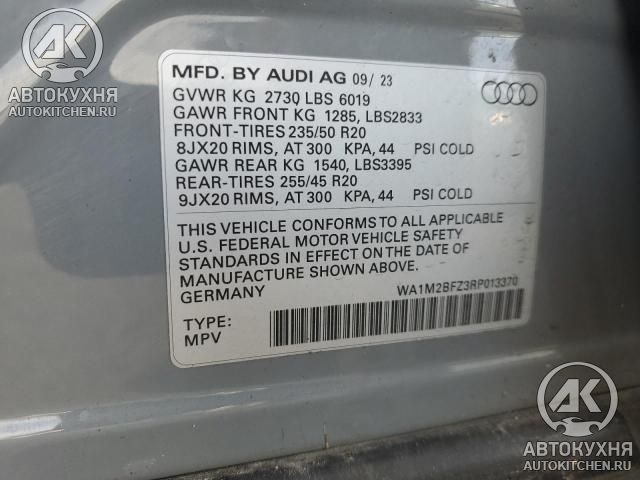 AK
АВТОКУХНЯ
AUTOKITCHEN.RU
MFD. BY AUDI AG 09/ 23
GVWR KG 2730 LBS 6019
GAWR FRONT KG 1285, LBS2833
FRONT-TIRES 235/50 R20
8JX20 RIMS, AT 300 KPA, 44 PSI COLD
GAWR REAR KG 1540, LBS3395
REAR-TIRES 255/45 R20
9JX20 RIMS, AT 300 KPA, 44 PSI COLD
THIS VEHICLE CONFORMS TO ALL APPLICABLE
U.S. FEDERAL MOTOR VEHICLE SAFETY
STANDARDS IN EFFECT ON THE DATE OF
MANUFACTURE SHOWN ABOVE.
GERMANY
WA1M2BFZ3RP013370
TYPE:
MPV
AK
АВТОКУХНЯ
AUTOKITCHEN.RU